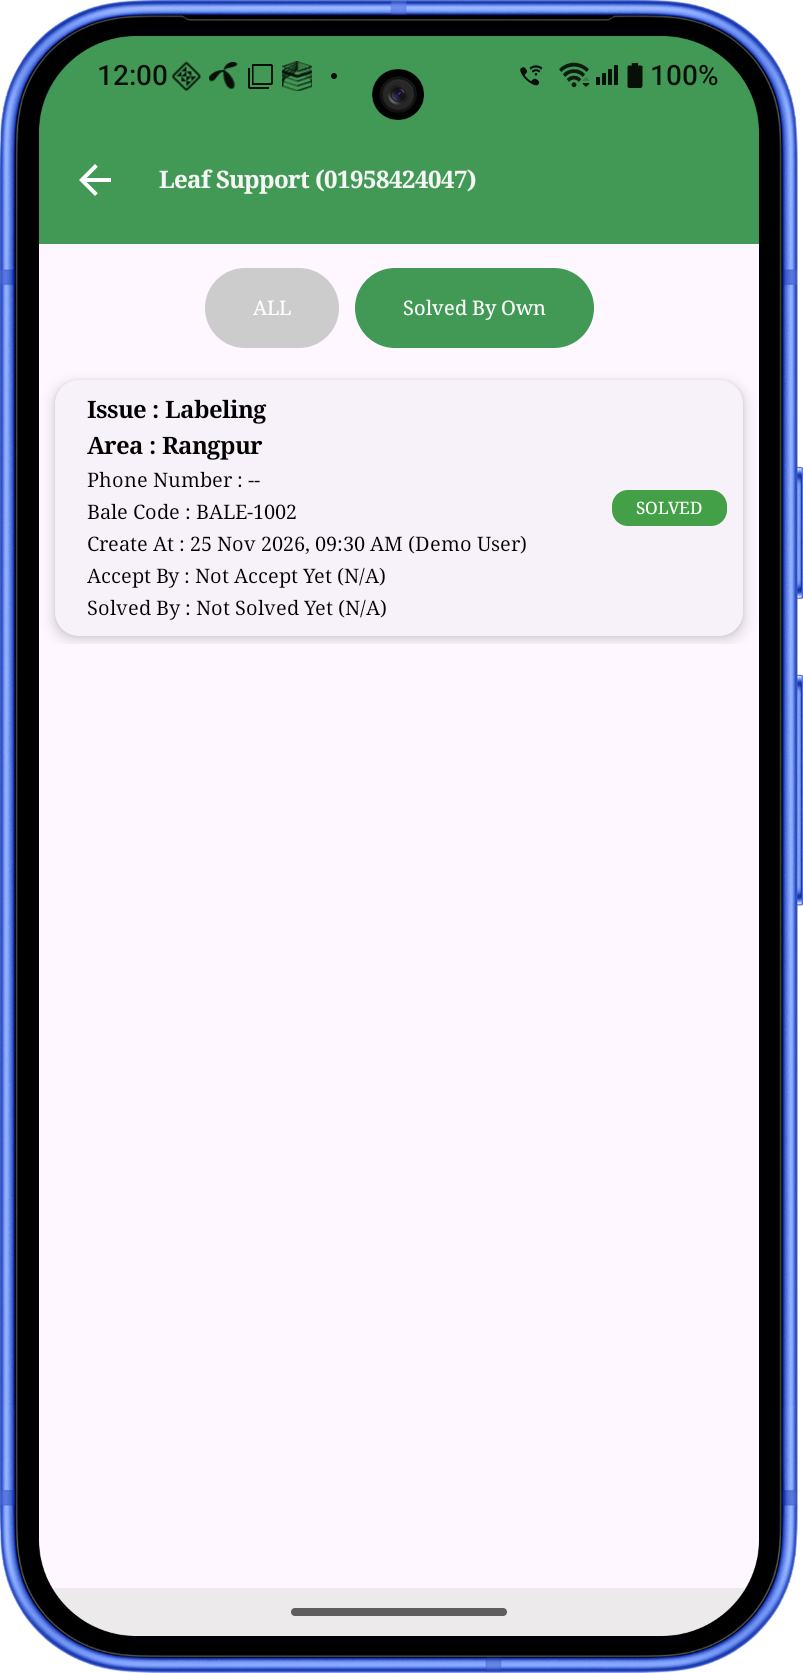 12:00
100%
Leaf Support (01958424047)
ALL
Solved By Own
Issue : Labeling
Area : Rangpur
Phone Number : --
Bale Code : BALE-1002
SOLVED
Create At : 25 Nov 2026, 09:30 AM (Demo User)
Accept By : Not Accept Yet (N/A)
Solved By : Not Solved Yet (N/A)